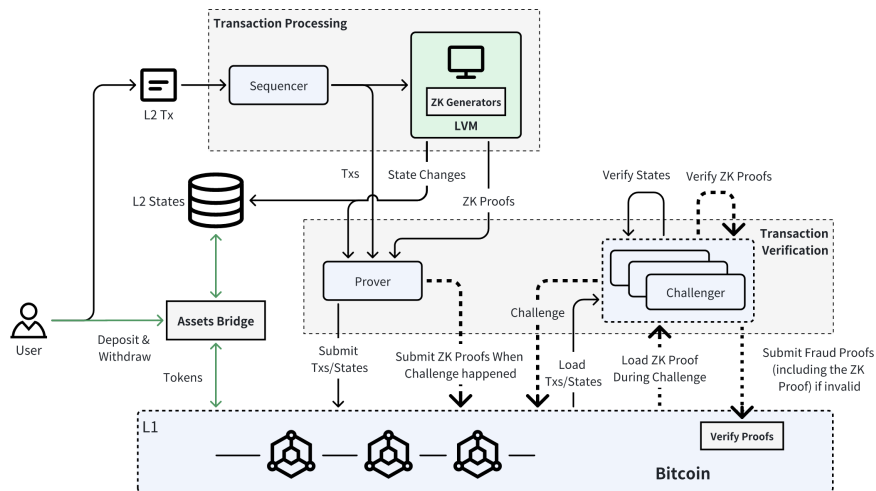 Transaction Processing
Sequencer
ZK Generators
LVM
L2 Tx
Txs
State Changes
ZK Proofs
L2 States
Verify States
Verify ZK Proofs
Transaction
Verification
Prover
Challenger
Challenge
User
Deposit &
Withdraw
Assets Bridge
Tokens
Submit
Txs/States
Submit ZK Proofs When
Challenge happened
Load
Txs/States
Load ZK Proof
During Challenge
Submit Fraud Proofs
(including the ZK
Proof) if invalid
L1
Verify Proofs
Bitcoin